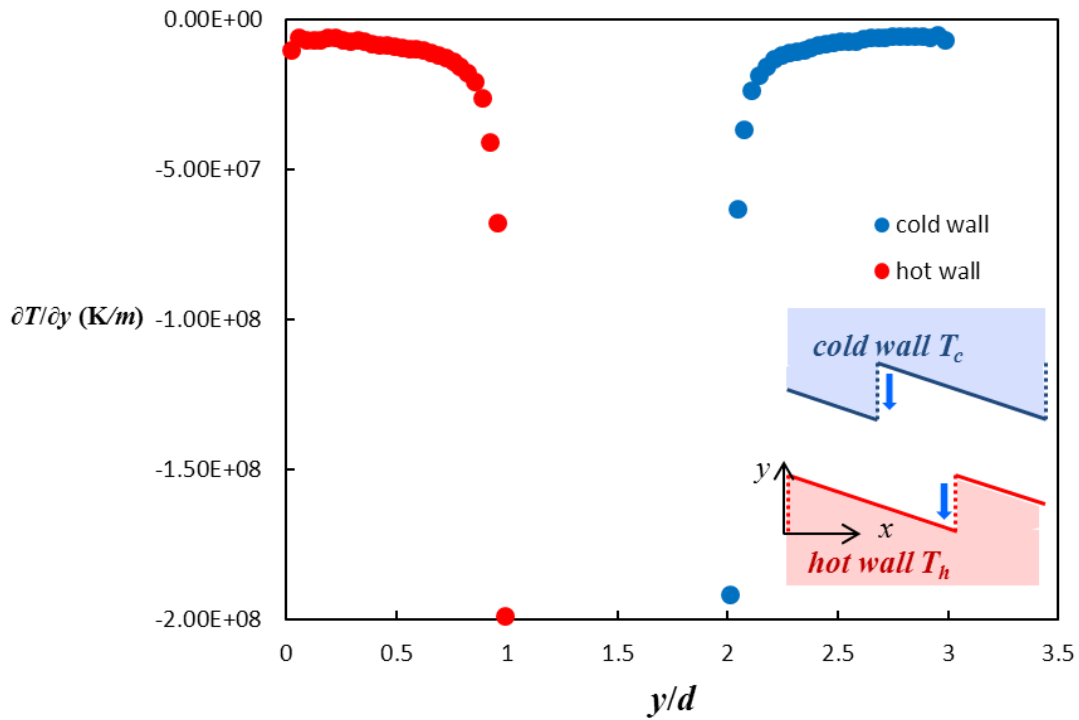 0.00E+00
-5.00E+07
-1.00E+08
-1.50E+08
-2.00E+08
∂T/∂y (K/m)
0 0.5 1 1.5 2 2.5 3 3.5
y/d
cold wall
hot wall
cold wall Tc
y
x
hot wall Th